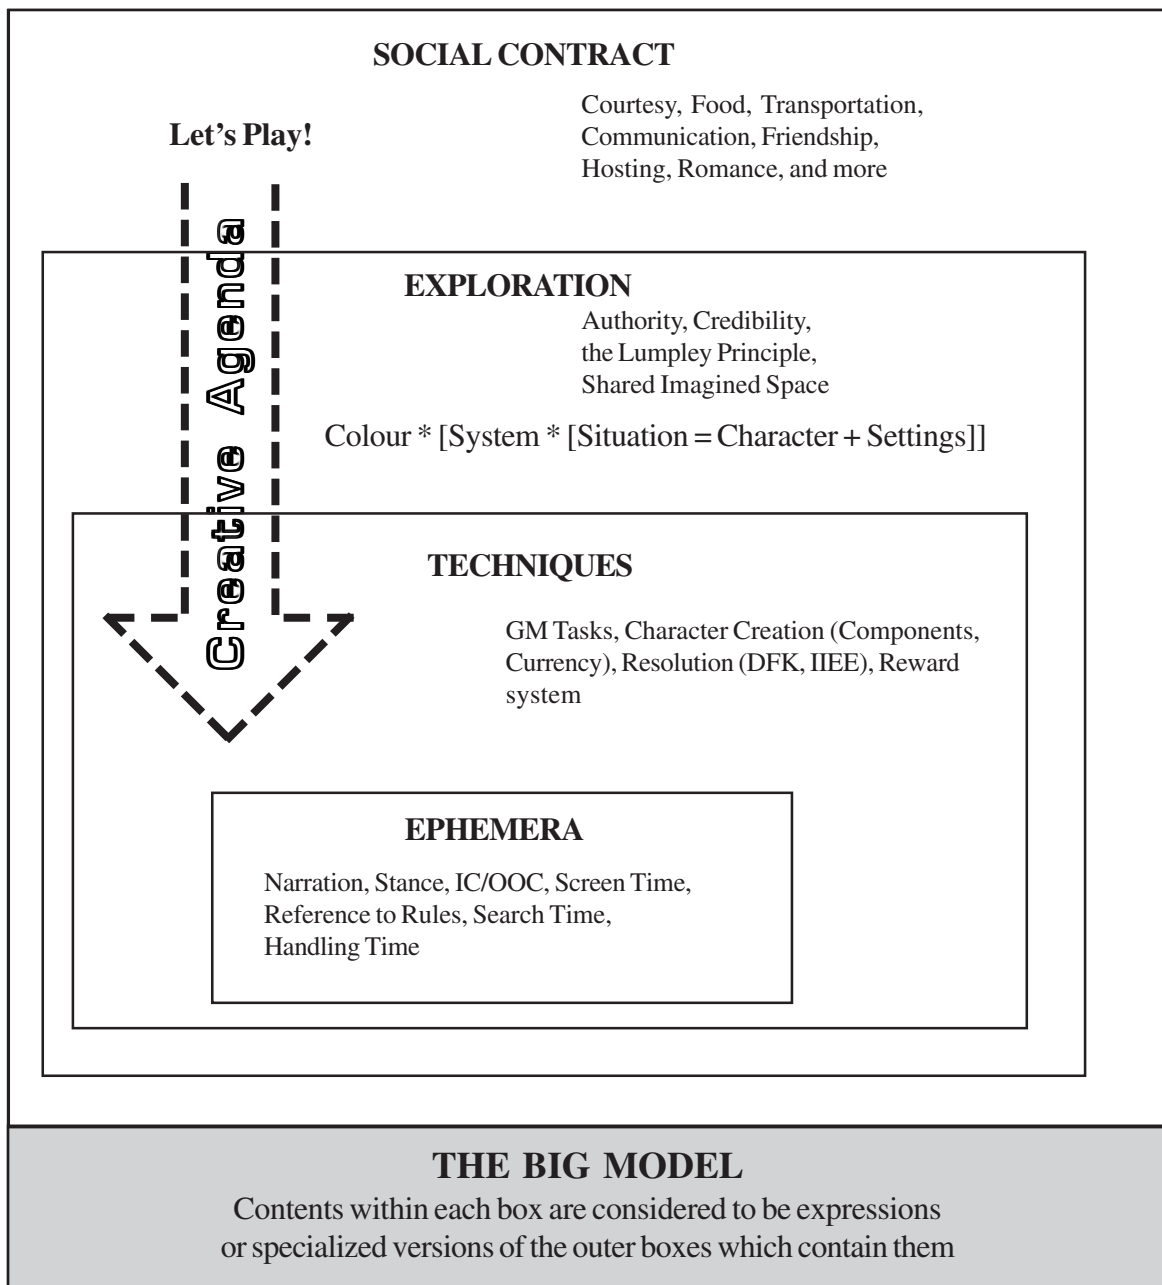 SOCIAL CONTRACT
Courtesy, Food, Transportation,
Communication, Friendship,
Hosting, Romance, and more
Let’s Play!
Creative Agenda
EXPLORATION
Authority, Credibility,
the Lumpley Principle,
Shared Imagined Space
Colour * [System * [Situation = Character + Settings]]
TECHNIQUES
GM Tasks, Character Creation (Components,
Currency), Resolution (DFK, IIEE), Reward
system
EPHEMERA
Narration, Stance, IC/OOC, Screen Time,
Reference to Rules, Search Time,
Handling Time
THE BIG MODEL
Contents within each box are considered to be expressions
or specialized versions of the outer boxes which contain them